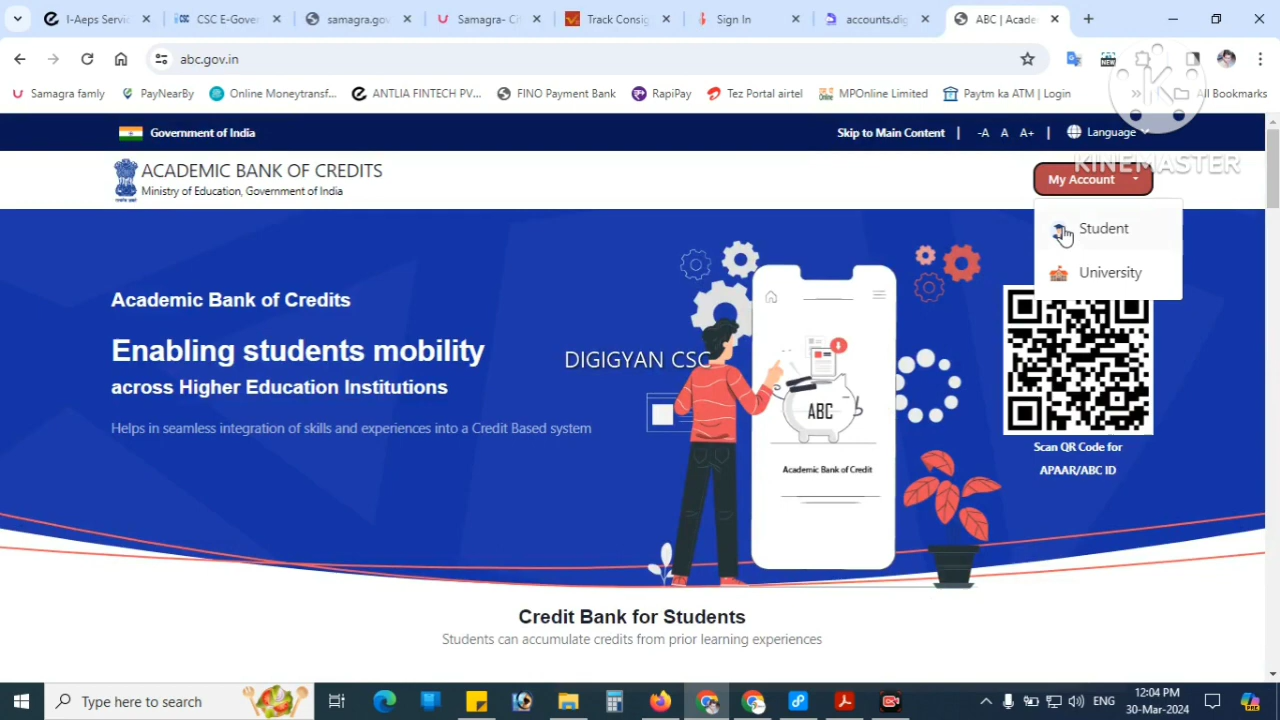 I-Aeps Servi
CSC E-Gover
samagra.gov
Samagra- Cit
Track Consig
Sign In
accounts.dig
ABC | Acade
abc.gov.in
NEW
Samagra famly
PayNearBy
Online Moneytransf...
ANTLIA FINTECH PV...
FINO Payment Bank
RapiPay
Tez Portal airtel
MPOnline Limited
Paytm ka ATM | Login
All Bookmarks
Government of India
Skip to Main Content | -A A A+ | Language
ACADEMIC BANK OF CREDITS
Ministry of Education, Government of India
KINEMASTER
My Account
Student
University
Academic Bank of Credits
Enabling students mobility
across Higher Education Institutions
Helps in seamless integration of skills and experiences into a Credit Based system
DIGIGYAN CSC
ABC
Academic Bank of Credit
Scan QR Code for
APAAR/ABC ID
Credit Bank for Students
Students can accumulate credits from prior learning experiences
Type here to search
ENG
12:04 PM
30-Mar-2024
PRE